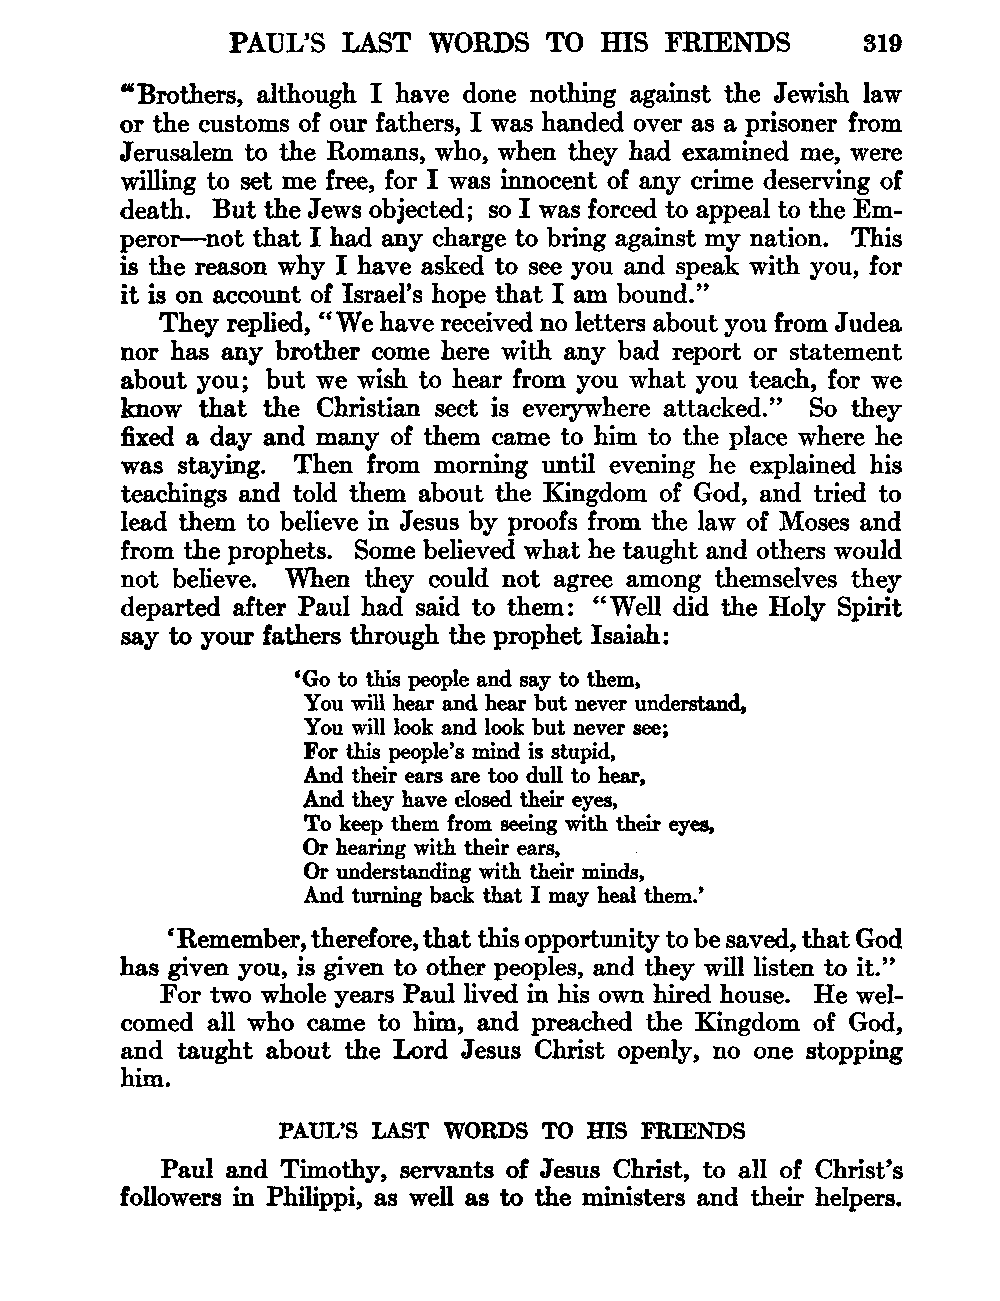 PAUL'S LAST WORDS TO HIS FRIENDS 319
"Brothers, although I have done nothing against the Jewish law
or the customs of our fathers, I was handed over as a prisoner from
Jerusalem to the Romans, who, when they had examined me, were
willing to set me free, for I was innocent of any crime deserving of
death. But the Jews objected; so I was forced to appeal to the Em-
peror—not that I had any charge to bring against my nation. This
is the reason why I have asked to see you and speak with you, for
it is on account of Israel's hope that I am bound."
They replied, "We have received no letters about you from Judea
nor has any brother come here with any bad report or statement
about you; but we wish to hear from you what you teach, for we
know that the Christian sect is everywhere attacked." So they
fixed a day and many of them came to him to the place where he
was staying. Then from morning until evening he explained his
teachings and told them about the Kingdom of God, and tried to
lead them to believe in Jesus by proofs from the law of Moses and
from the prophets. Some believed what he taught and others would
not believe. When they could not agree among themselves they
departed after Paul had said to them: "Well did the Holy Spirit
say to your fathers through the prophet Isaiah:
'Go to this people and say to them,
You will hear and hear but never understand,
You will look and look but never see;
For this people's mind is stupid,
And their ears are too dull to hear,
And they have closed their eyes,
To keep them from seeing with their eyes,
Or hearing with their ears,
Or understanding with their minds,
And turning back that I may heal them.'
'Remember, therefore, that this opportunity to be saved, that God
has given you, is given to other peoples, and they will listen to it."
For two whole years Paul lived in his own hired house. He wel-
comed all who came to him, and preached the Kingdom of God,
and taught about the Lord Jesus Christ openly, no one stopping
him.
PAUL'S LAST WORDS TO HIS FRIENDS
Paul and Timothy, servants of Jesus Christ, to all of Christ's
followers in Philippi, as well as to the ministers and their helpers.